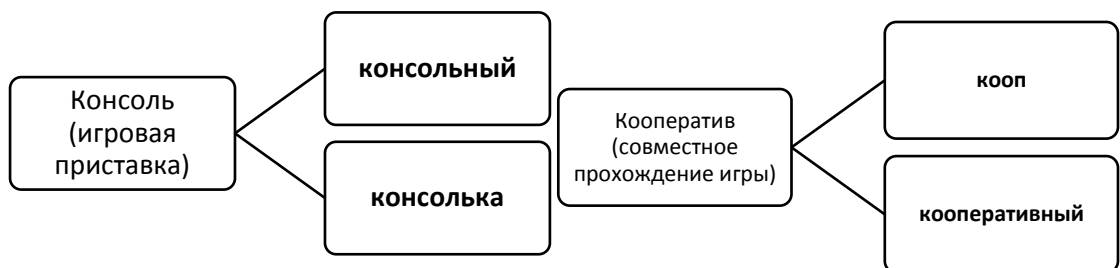 Консоль
(игровая
приставка)
консольный
консолька
Кооператив
(совместное
прохождение игры)
кооп
кооперативный